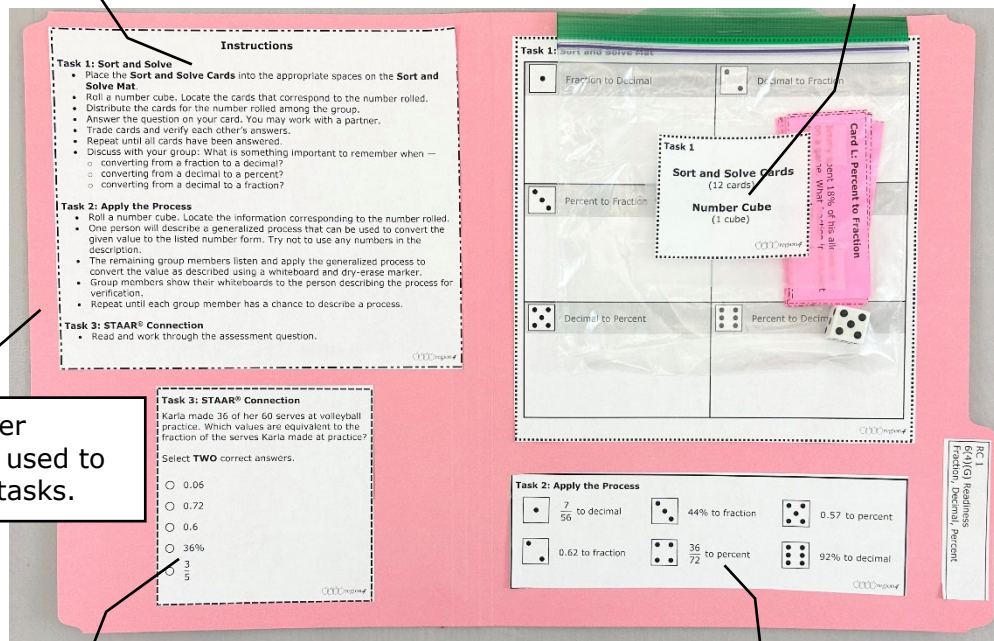 Instructions
Task 1: Sort and Solve
• Place the Sort and Solve Cards into the appropriate spaces on the Sort and
Solve Mat.
• Roll a number cube. Locate the cards that correspond to the number rolled.
• Distribute the cards for the number rolled among the group.
• Answer the question on your card. You may work with a partner.
• Trade cards and verify each other's answers.
• Repeat until all cards have been answered.
• Discuss with your group: What is something important to remember when —
○ converting from a fraction to a decimal?
○ converting from a decimal to a percent?
○ converting from a decimal to a fraction?
Task 2: Apply the Process
• Roll a number cube. Locate the information corresponding to the number rolled.
• One person will describe a generalized process that can be used to convert the
given value to the listed number form. Try not to use any numbers in the
description.
• The remaining group members listen and apply the generalized process to
convert the value as described using a whiteboard and dry-erase marker.
• Group members show their whiteboards to the person describing the process for
verification.
• Repeat until each group member has a chance to describe a process.
Task 3: STAAR® Connection
• Read and work through the assessment question.
region4
er
used to
tasks.
Task 3: STAAR® Connection
Karla made 36 of her 60 serves at volleyball
practice. Which values are equivalent to the
fraction of the serves Karla made at practice?
Select TWO correct answers.
0.06
0.72
0.6
36%
3/5
region4
Task 1: Sort and Solve Mat
Fraction to Decimal
Decimal to Fraction
Percent to Fraction
Decimal to Percent
Percent to Decim
region4
Task 1
Sort and Solve Cards
(12 cards)
Number Cube
(1 cube)
region4
Card L: Percent to Fraction
spent 18% of his
on a game. What
Task 2: Apply the Process
7/56 to decimal
44% to fraction
0.57 to percent
0.62 to fraction
36/72 to percent
92% to decimal
region4
RC 1
6(4)(G) Readiness
Fraction, Decimal, Percent